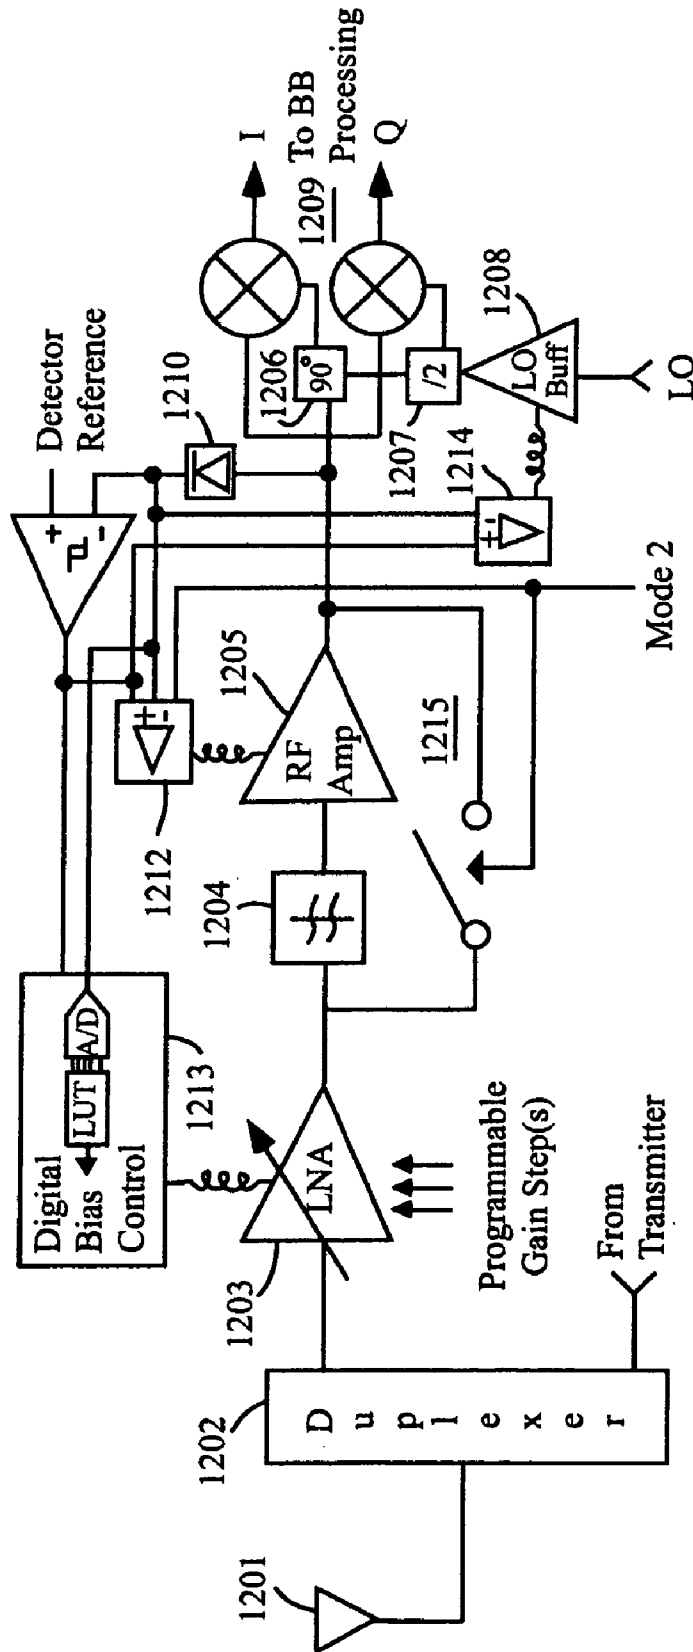 1201
1202
Duplexer
From
Transmitter
1203
LNA
Programmable
Gain Step(s)
Digital
Bias
Control
LUT
A/D
1213
1204
1212
+
-
RF
Amp
1205
1215
Mode 2
+
-
Detector
Reference
1210
1206
90°
1207
/2
1214
+
-
LO
Buff
1208
LO
I
To BB
Processing
1209
Q